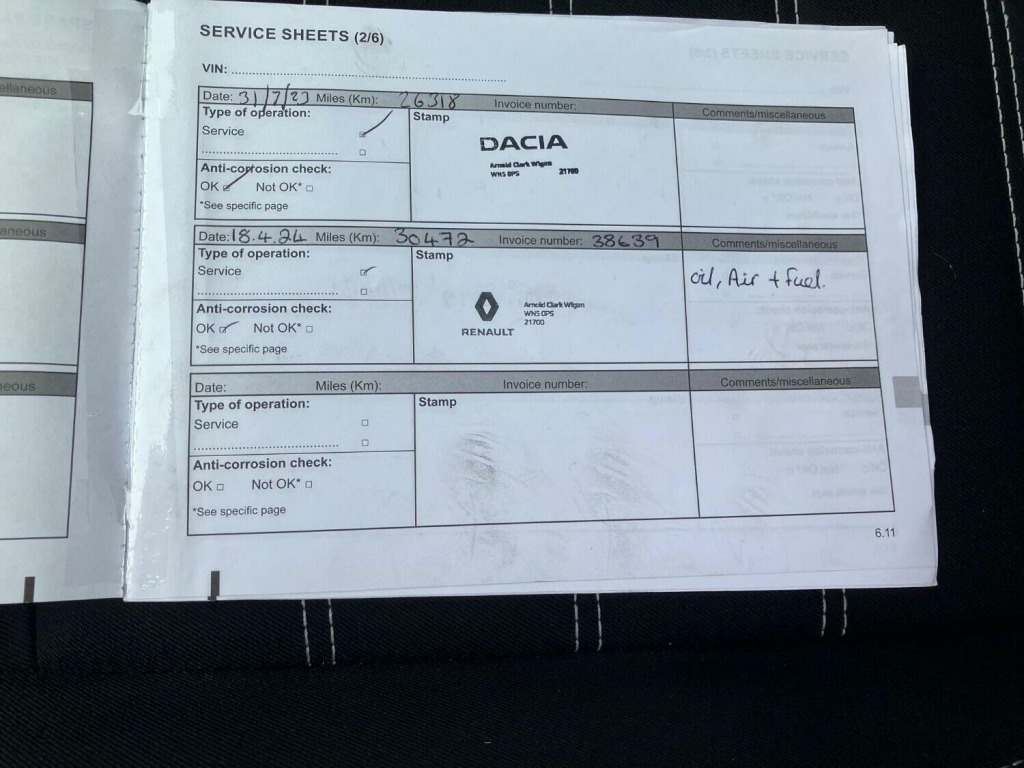 SERVICE SHEETS (2/6)
VIN:
Date: 31/7/23 Miles (Km): 26318 Invoice number: Comments/miscellaneous
Type of operation: Stamp
Service
DACIA
Arnold Clark Wigan
WN5 0PS 21700
Anti-corrosion check:
OK Not OK*
*See specific page
Date: 18.4.24 Miles (Km): 30472 Invoice number: 38639 Comments/miscellaneous
Type of operation: Stamp
Service
oil, Air + fuel.
Anti-corrosion check:
Arnold Clark Wigan
WN5 0PS
21700
RENAULT
OK Not OK*
*See specific page
Date: Miles (Km): Invoice number: Comments/miscellaneous
Type of operation: Stamp
Service
Anti-corrosion check:
OK Not OK*
*See specific page
6.11
ellaneous
aneous
neous